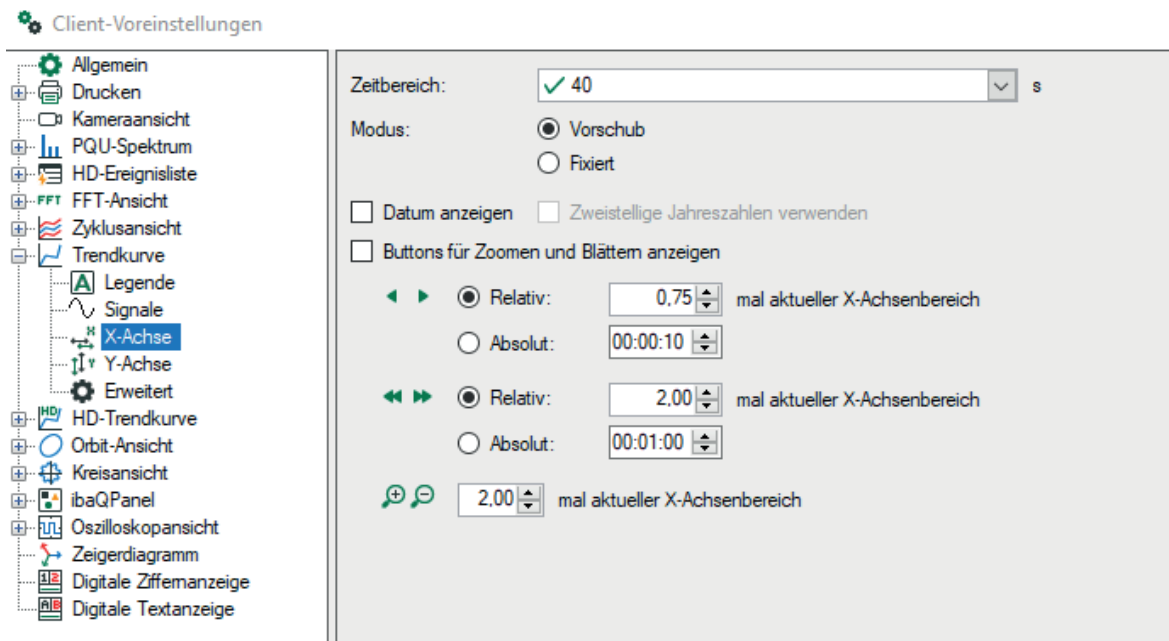 Client-Voreinstellungen
Allgemein
Drucken
Kameraansicht
PQU-Spektrum
HD-Ereignisliste
FFT FFT-Ansicht
Zyklusansicht
Trendkurve
A Legende
Signale
X X-Achse
Y Y-Achse
Erweitert
HD HD-Trendkurve
Orbit-Ansicht
Kreisansicht
ibaQPanel
Oszilloskopansicht
Zeigerdiagramm
12 Digitale Ziffernanzeige
AB Digitale Textanzeige
Zeitbereich: 40 s
Modus: Vorschub
Fixiert
Datum anzeigen Zweistellige Jahreszahlen verwenden
Buttons für Zoomen und Blättern anzeigen
Relativ: 0,75 mal aktueller X-Achsenbereich
Absolut: 00:00:10
Relativ: 2,00 mal aktueller X-Achsenbereich
Absolut: 00:01:00
2,00 mal aktueller X-Achsenbereich